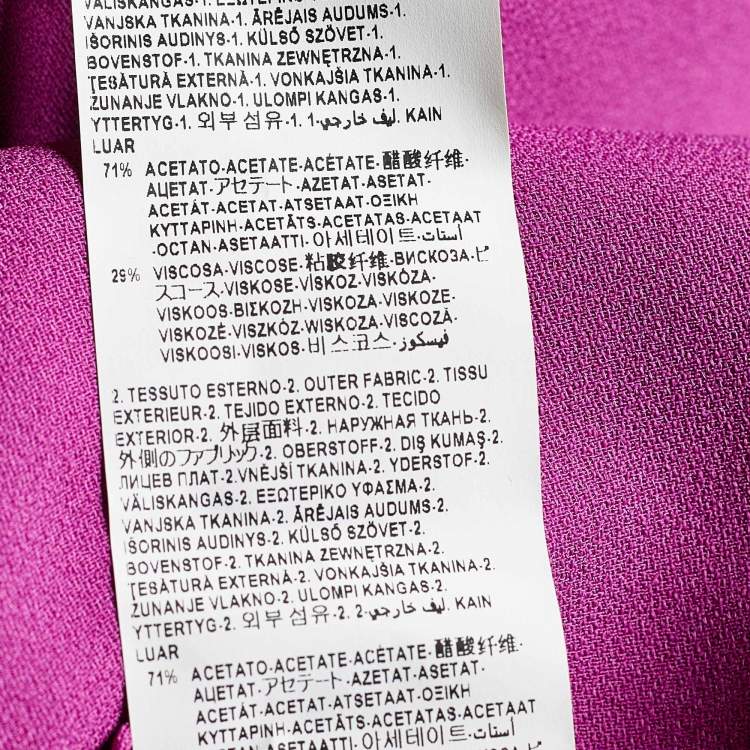 VÄLISKANGAS-1. ΕΞΩΤΕΡΙΚΟ
VANJSKA TKANINA-1. ĀRĒJAIS AUDUMS-1.
IŠORINIS AUDINYS-1. KÜLSŐ SZÖVET-1.
BOVENSTOF-1. TKANINA ZEWNĘTRZNA-1.
ŢESĂTURĂ EXTERNĂ-1. VONKAJŠIA TKANINA-1.
ZUNANJE VLAKNO-1. ULOMPI KANGAS-1.
YTTERTYG-1. 외부 섬유-1. ليف خارجي-1. KAIN
LUAR
71% ACETATO-ACETATE-ACÉTATE-醋酸纤维-
АЦЕТАТ-アセテート-AZETAT-ASETAT-
ACETÁT-ACETAT-ATSETAAT-ΟΞΙΚΗ
ΚΥΤΤΑΡΙΝΗ-ACETĀTS-ACETATAS-ACETAAT
-OCTAN-ASETAATTI-아세테이트-أستات-
29% VISCOSA-VISCOSE-粘胶纤维-ВИСКОЗА-ビ
スコース-VISKOSE-VİSKOZ-VISKÓZA-
VISKOOS-ΒΙΣΚΟΖΗ-VISKOZA-VISKOZE-
VISKOZĖ-VISZKÓZ-WISKOZA-VISCOZĂ-
VISKOOSI-VISKOS-비스코스-فيسكوز
2. TESSUTO ESTERNO-2. OUTER FABRIC-2. TISSU
EXTERIEUR-2. TEJIDO EXTERNO-2. TECIDO
EXTERIOR-2. 外层面料-2. НАРУЖНАЯ ТКАНЬ-2.
外側のファブリック-2. OBERSTOFF-2. DIŞ KUMAŞ-2.
ЛИЦЕВ ПЛАТ-2.VNĚJŠÍ TKANINA-2. YDERSTOF-2.
VÄLISKANGAS-2. ΕΞΩΤΕΡΙΚΟ ΥΦΑΣΜΑ-2.
VANJSKA TKANINA-2. ĀRĒJAIS AUDUMS-2.
IŠORINIS AUDINYS-2. KÜLSŐ SZÖVET-2.
BOVENSTOF-2. TKANINA ZEWNĘTRZNA-2.
ŢESĂTURĂ EXTERNĂ-2. VONKAJŠIA TKANINA-2.
ZUNANJE VLAKNO-2. ULOMPI KANGAS-2.
YTTERTYG-2. 외부 섬유-2. ليف خارجي-2. KAIN
LUAR
71% ACETATO-ACETATE-ACÉTATE-醋酸纤维-
АЦЕТАТ-アセテート-AZETAT-ASETAT-
ACETÁT-ACETAT-ATSETAAT-ΟΞΙΚΗ
ΚΥΤΤΑΡΙΝΗ-ACETĀTS-ACETATAS-ACETAAT
-OCTAN-ASETAATTI-아세테이트-أستات-